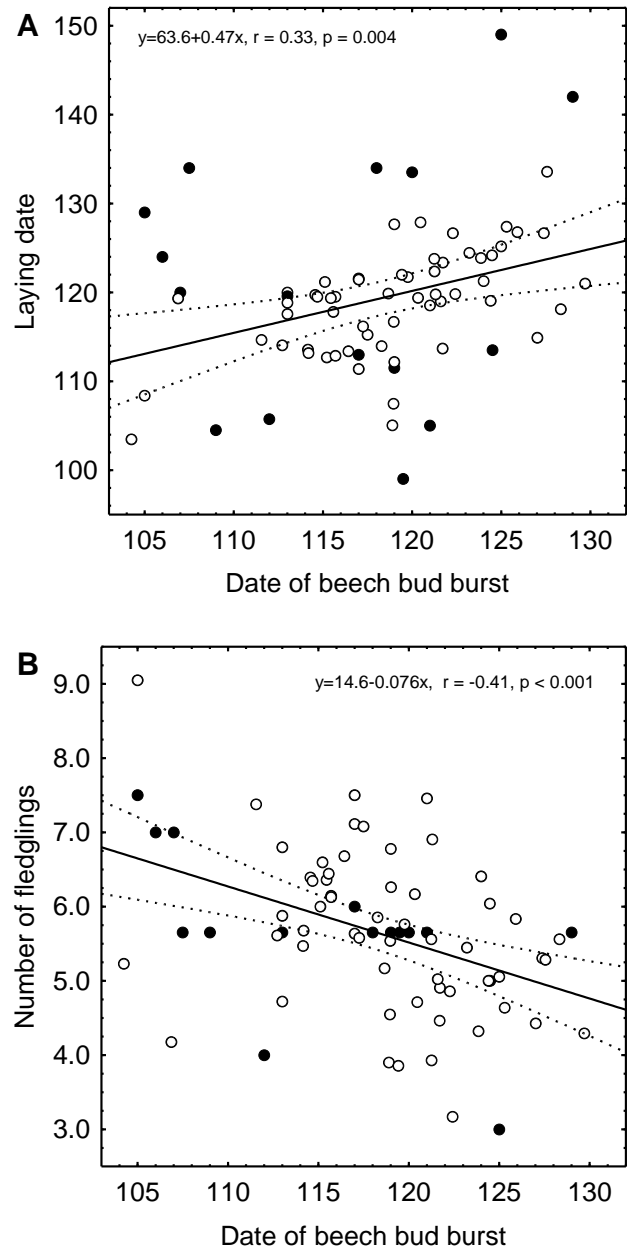 A
y=63.6+0.47x, r = 0.33, p = 0.004
150
140
130
120
110
100
Laying date
105 110 115 120 125 130
Date of beech bud burst
B
y=14.6-0.076x, r = -0.41, p < 0.001
9.0
8.0
7.0
6.0
5.0
4.0
3.0
Number of fledglings
105 110 115 120 125 130
Date of beech bud burst